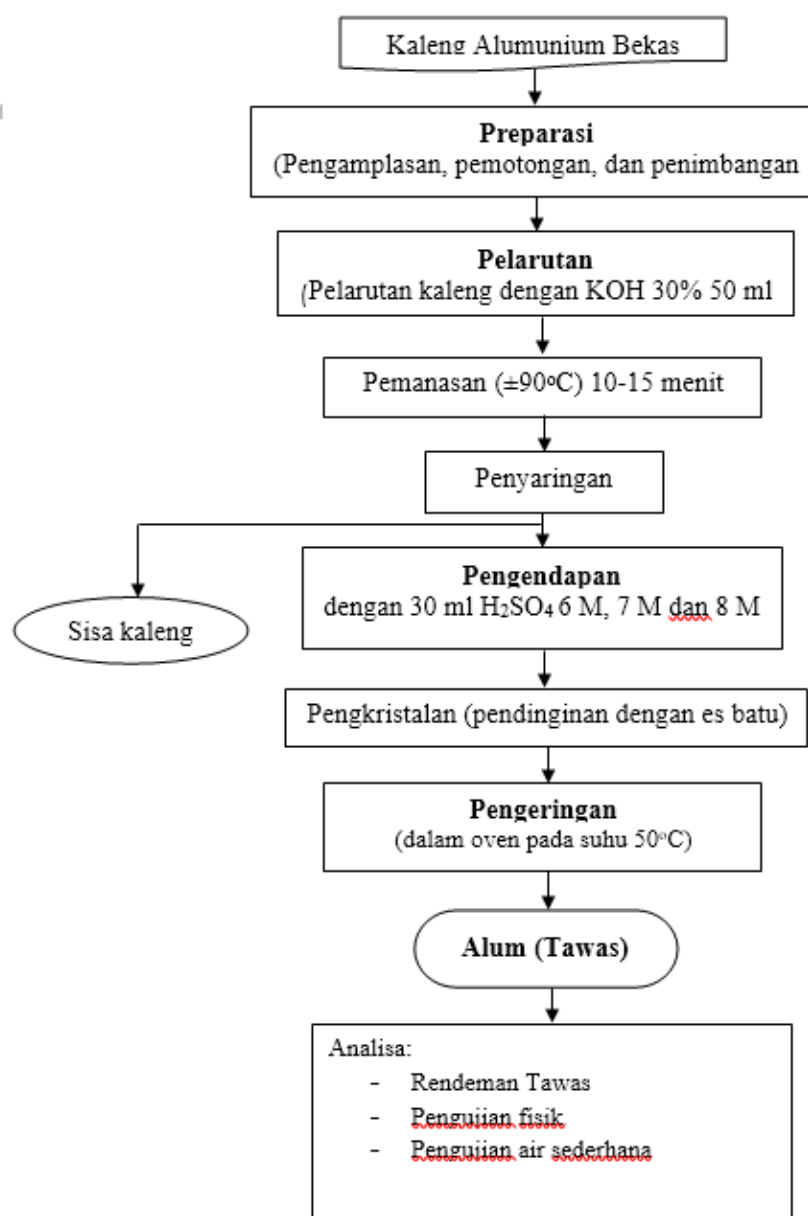 Kaleng Alumunium Bekas
Preparasi
(Pengamplasan, pemotongan, dan penimbangan
Pelarutan
(Pelarutan kaleng dengan KOH 30% 50 ml
Pemanasan (±90ºC) 10-15 menit
Penyaringan
Sisa kaleng
Pengendapan
dengan 30 ml H₂SO₄ 6 M, 7 M dan 8 M
Pengkristalan (pendinginan dengan es batu)
Pengeringan
(dalam oven pada suhu 50°C)
Alum (Tawas)
Analisa:
- Rendeman Tawas
- Pengujian fisik
- Pengujian air sederhana